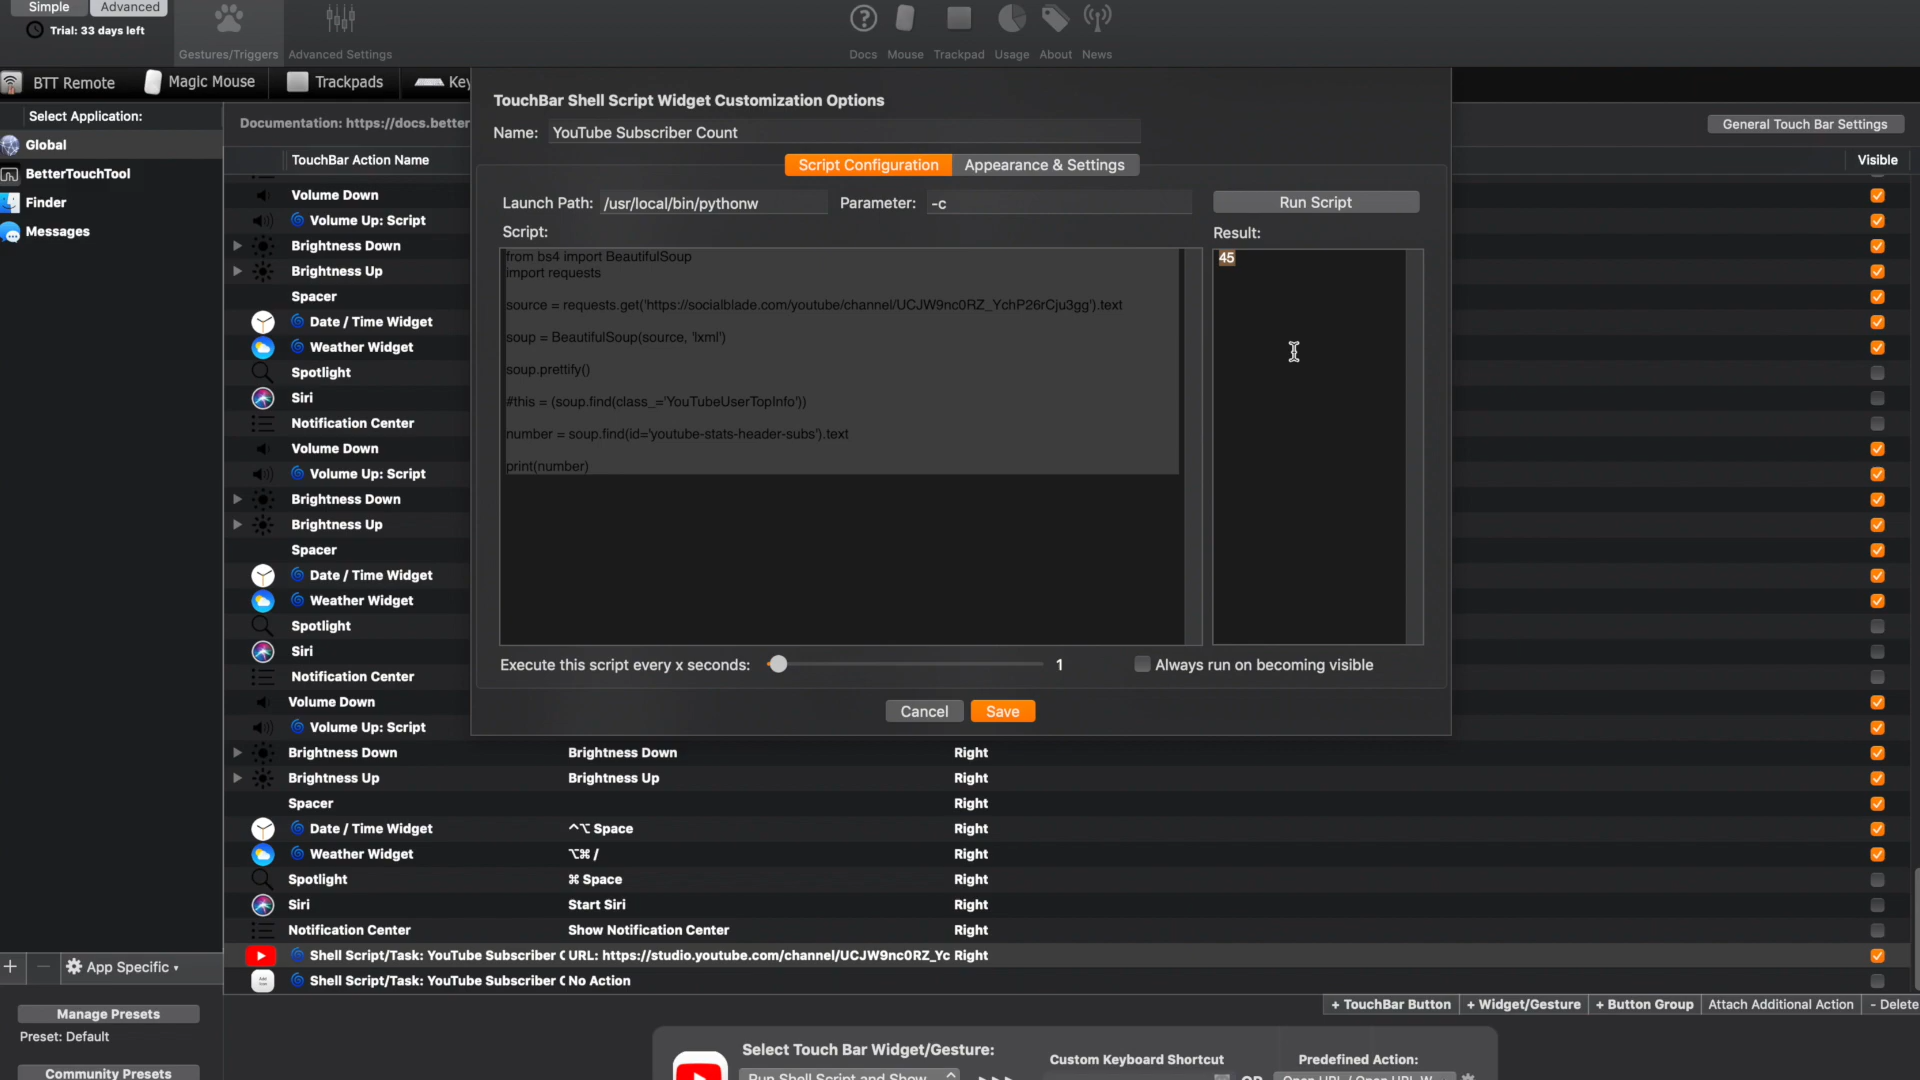 Simple Advanced
Trial: 33 days left
Gestures/Triggers Advanced Settings Docs Mouse Trackpad Usage About News
BTT Remote Magic Mouse Trackpads Key
Select Application:
Global
BetterTouchTool
Finder
Messages
Documentation: https://docs.better
General Touch Bar Settings
TouchBar Action Name Visible
Volume Down
Volume Up: Script
Brightness Down
Brightness Up
Spacer
Date / Time Widget
Weather Widget
Spotlight
Siri
Notification Center
Volume Down
Volume Up: Script
Brightness Down
Brightness Up
Spacer
Date / Time Widget
Weather Widget
Spotlight
Siri
Notification Center
Volume Down
Volume Up: Script
Brightness Down Brightness Down Right
Brightness Up Brightness Up Right
Spacer Right
Date / Time Widget ^⌥ Space Right
Weather Widget ⌥⌘ / Right
Spotlight ⌘ Space Right
Siri Start Siri Right
Notification Center Show Notification Center Right
Shell Script/Task: YouTube Subscriber C URL: https://studio.youtube.com/channel/UCJW9nc0RZ_Yc Right
Shell Script/Task: YouTube Subscriber C No Action
TouchBar Shell Script Widget Customization Options
Name: YouTube Subscriber Count
Script Configuration Appearance & Settings
Launch Path: /usr/local/bin/pythonw Parameter: -c Run Script
Script: Result:
from bs4 import BeautifulSoup
import requests
source = requests.get('https://socialblade.com/youtube/channel/UCJW9nc0RZ_YchP26rCju3gg').text
soup = BeautifulSoup(source, 'lxml')
soup.prettify()
#this = (soup.find(class_='YouTubeUserTopInfo'))
number = soup.find(id='youtube-stats-header-subs').text
print(number)
45
Execute this script every x seconds: 1 Always run on becoming visible
Cancel Save
+ − App Specific ▾
Manage Presets
Preset: Default
Community Presets
+ TouchBar Button + Widget/Gesture + Button Group Attach Additional Action - Delete
Select Touch Bar Widget/Gesture:
Run Shell Script and Show
Custom Keyboard Shortcut OR Predefined Action:
Open URL / Open URL W